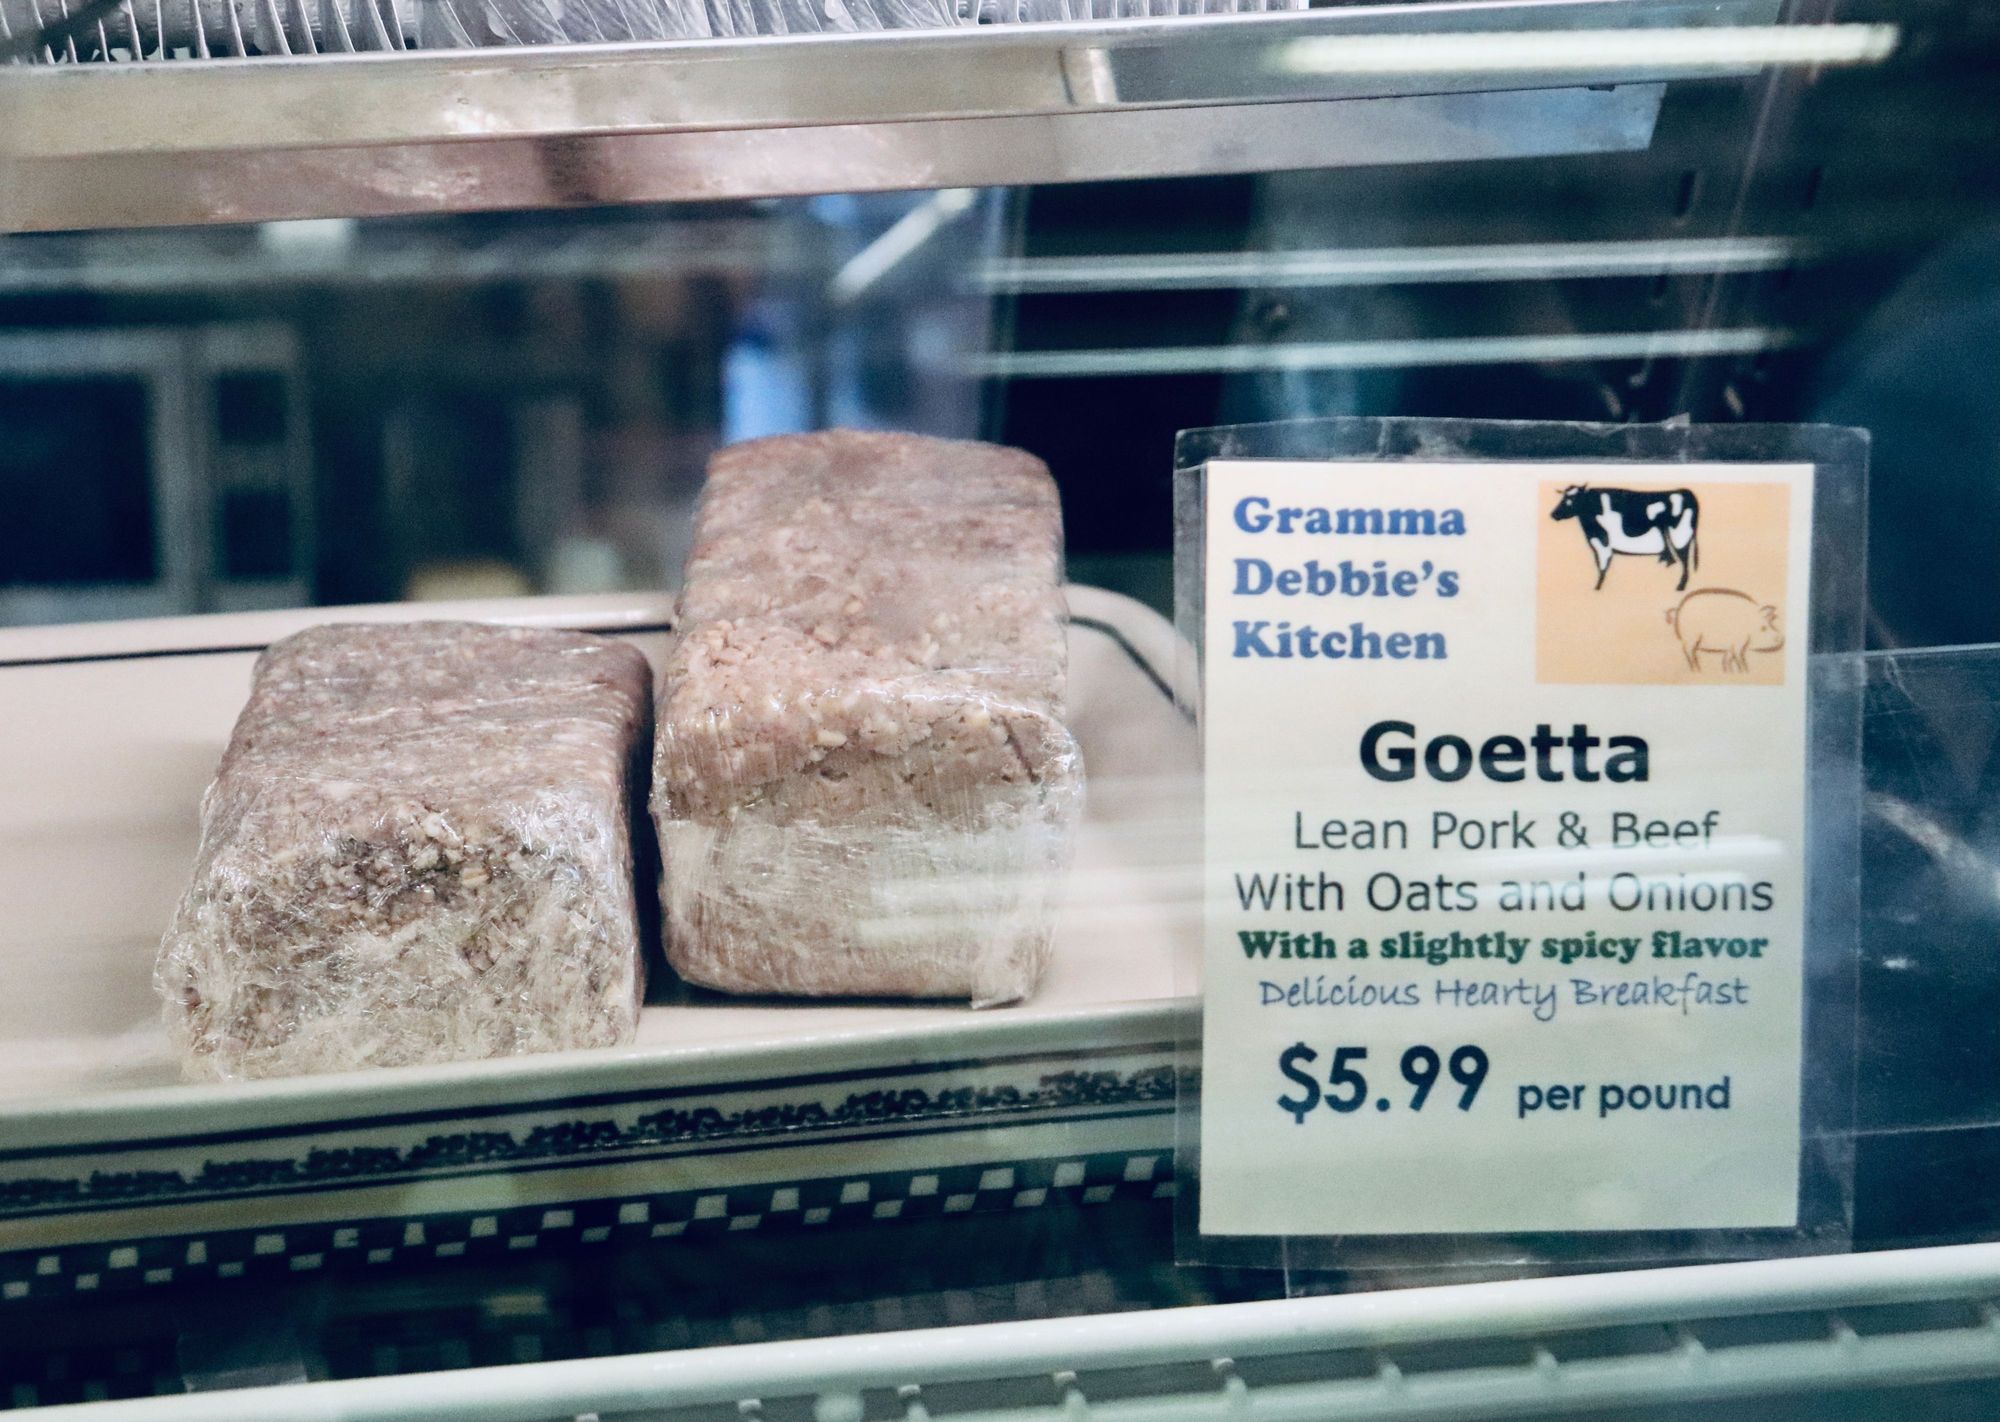 Gramma
Debbie's
Kitchen
Goetta
Lean Pork & Beef
With Oats and Onions
With a slightly spicy flavor
Delicious Hearty Breakfast
$5.99 per pound